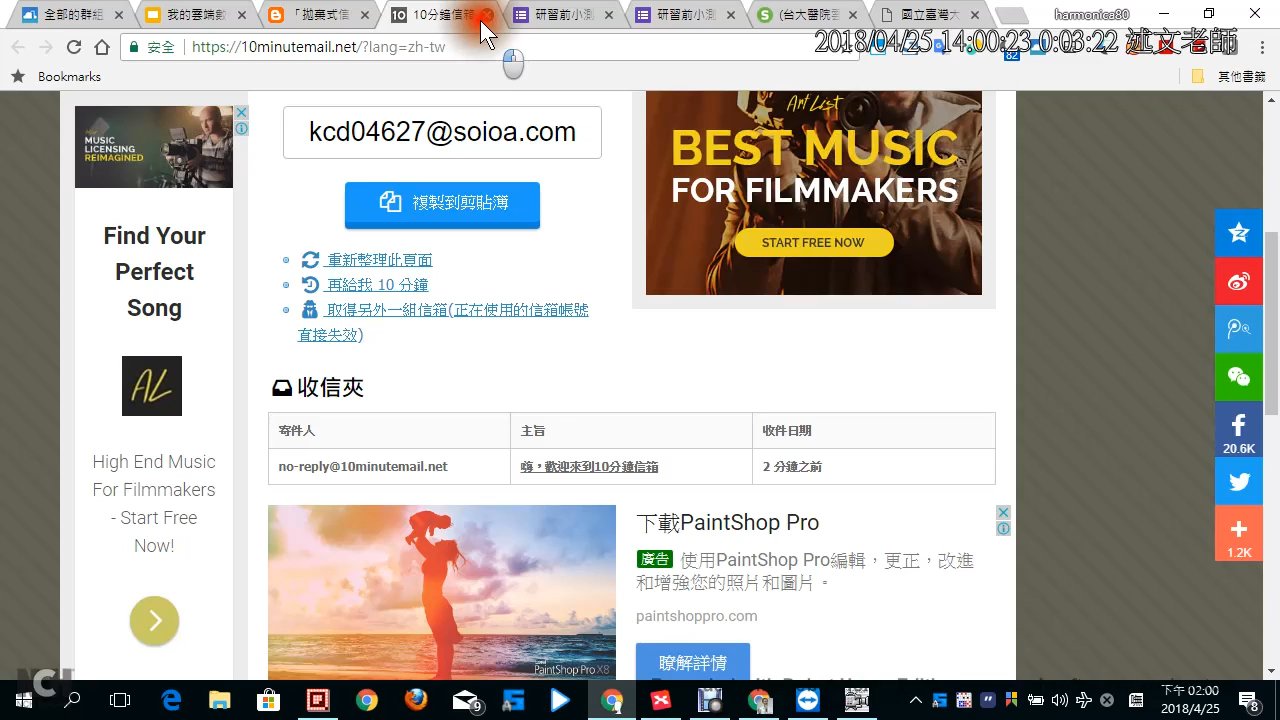 全部的群組
我的雲端數
「拋棄式信
10分鐘信箱
研習前小測
研習前小測
(台大醫院
國立臺灣大
harmonica80
安全
https://10minutemail.net/?lang=zh-tw
2018/04/25 14:00:23 0:03:22 述文老師
82
Bookmarks
其他書籤
MUSIC
LICENSING
REIMAGINED
Find Your
Perfect
Song
AL
High End Music
For Filmmakers
- Start Free
Now!
kcd04627@soioa.com
複製到剪貼簿
重新整理此頁面
再給我 10 分鐘
取得另外一組信箱(正在使用的信箱帳號
直接失效)
Art List
BEST MUSIC
FOR FILMMAKERS
START FREE NOW
收信夾
寄件人 主旨 收件日期
no-reply@10minutemail.net 嗨，歡迎來到10分鐘信箱 2 分鐘之前
PaintShop Pro X8
下載PaintShop Pro
廣告 使用PaintShop Pro編輯，更正，改進
和增強您的照片和圖片。
paintshoppro.com
瞭解詳情
20.6K
1.2K
下午 02:00
2018/4/25
9
8